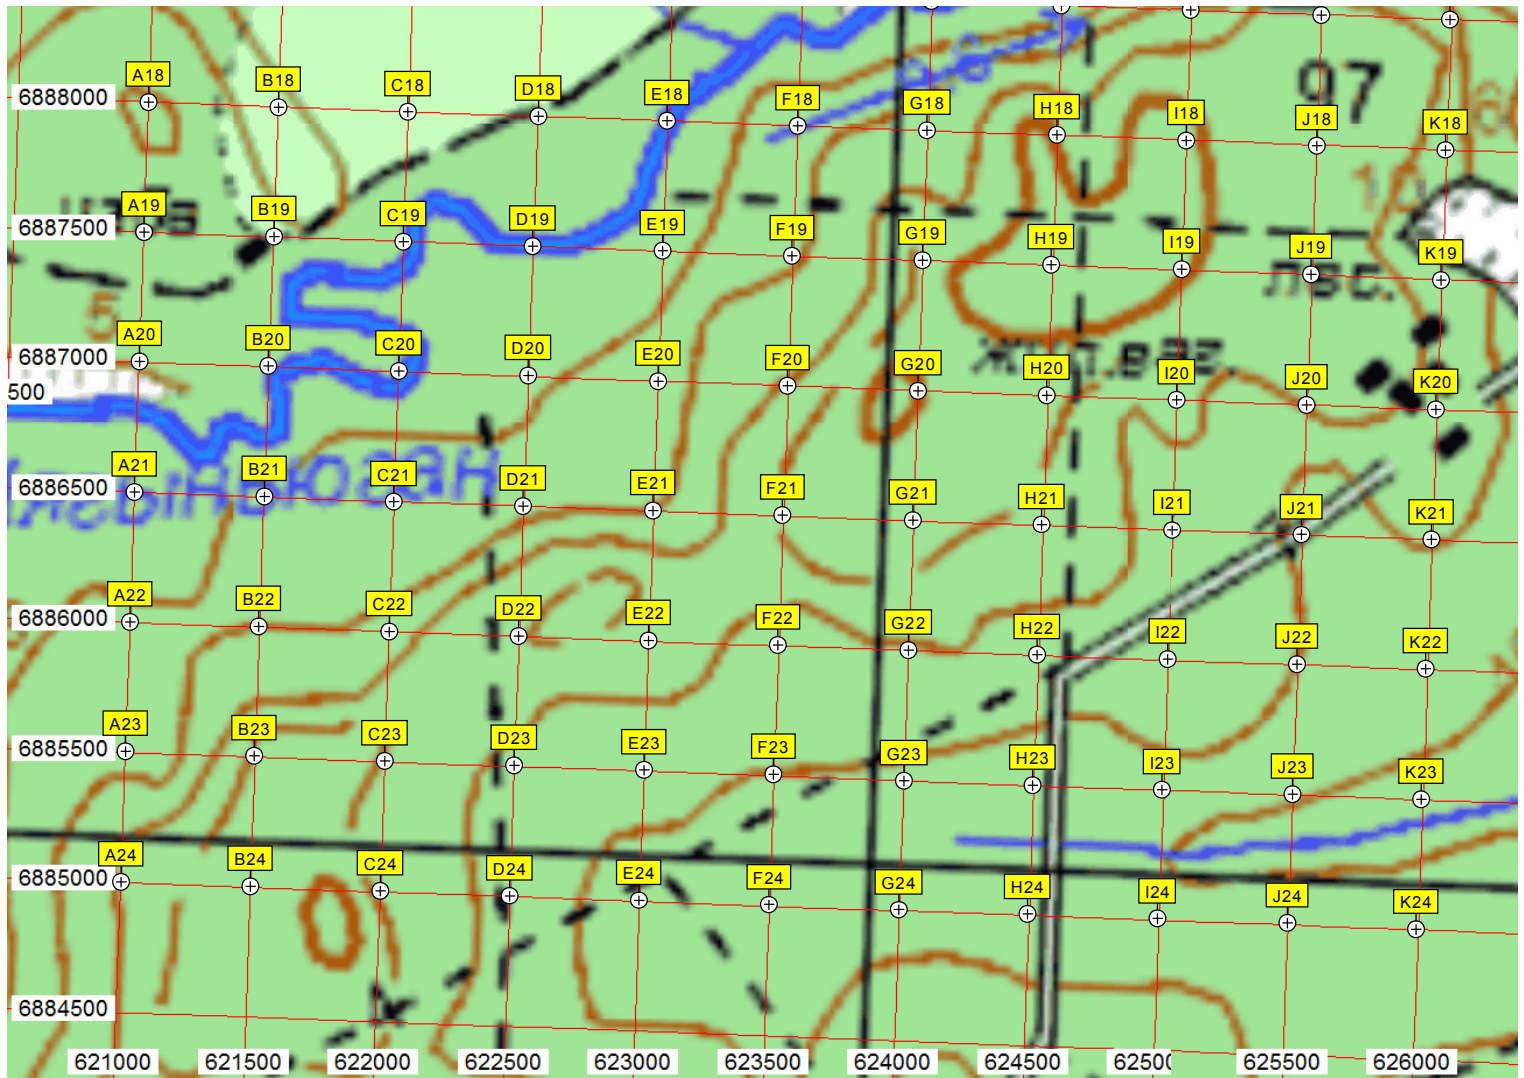 A18 B18 C18 D18 E18 F18 G18 H18 I18 J18 K18
97
6888000
A19 B19 C19 D19 E19 F19 G19 H19 I19 J19 K19
10
6887500
лвс.
5
A20 B20 C20 D20 E20 F20 G20 H20 I20 J20 K20
6887000
500
A21 B21 C21 D21 E21 F21 G21 H21 I21 J21 K21
6886500
A22 B22 C22 D22 E22 F22 G22 H22 I22 J22 K22
6886000
A23 B23 C23 D23 E23 F23 G23 H23 I23 J23 K23
6885500
A24 B24 C24 D24 E24 F24 G24 H24 I24 J24 K24
6885000
6884500
621000 621500 622000 622500 623000 623500 624000 624500 62500 625500 626000